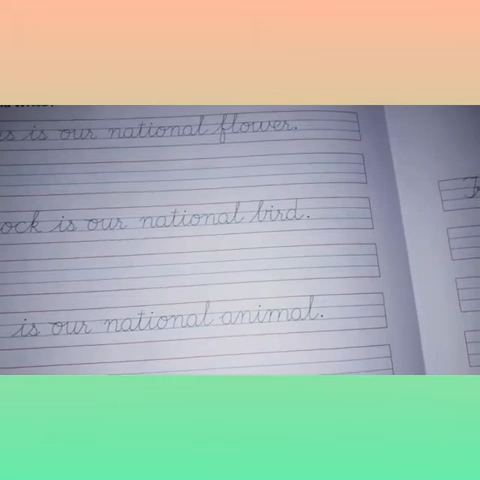 s is our national flower.
ock is our national bird.
is our national animal.